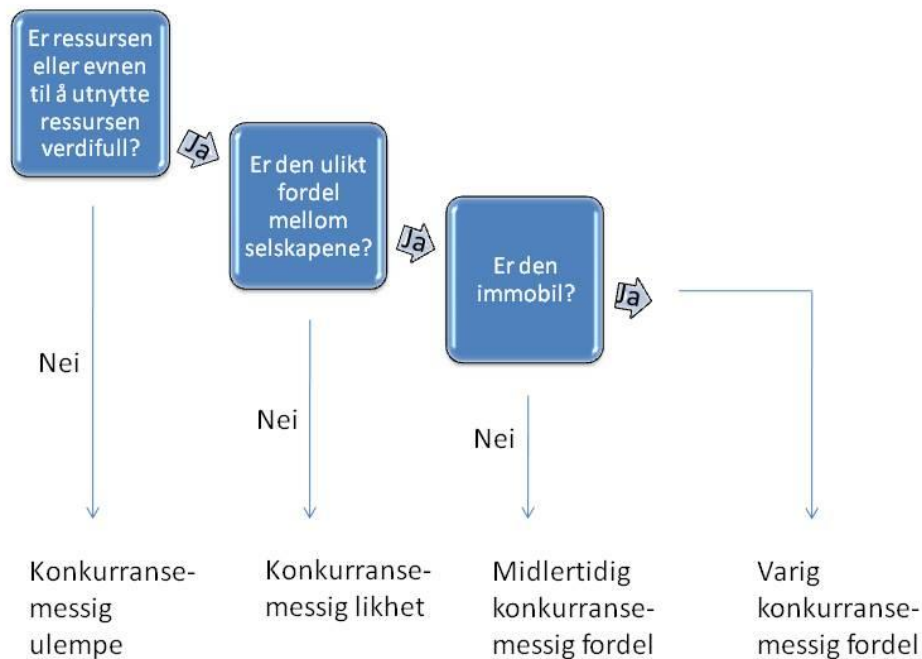 Er ressursen
eller evnen
til å utnytte
ressursen
verdifull?
Ja
Er den ulikt
fordel
mellom
selskapene?
Ja
Er den
immobil?
Ja
Nei
Nei
Nei
Konkurranse-
messig
ulempe
Konkurranse-
messig likhet
Midlertidig
konkurranse-
messig fordel
Varig
konkurranse-
messig fordel